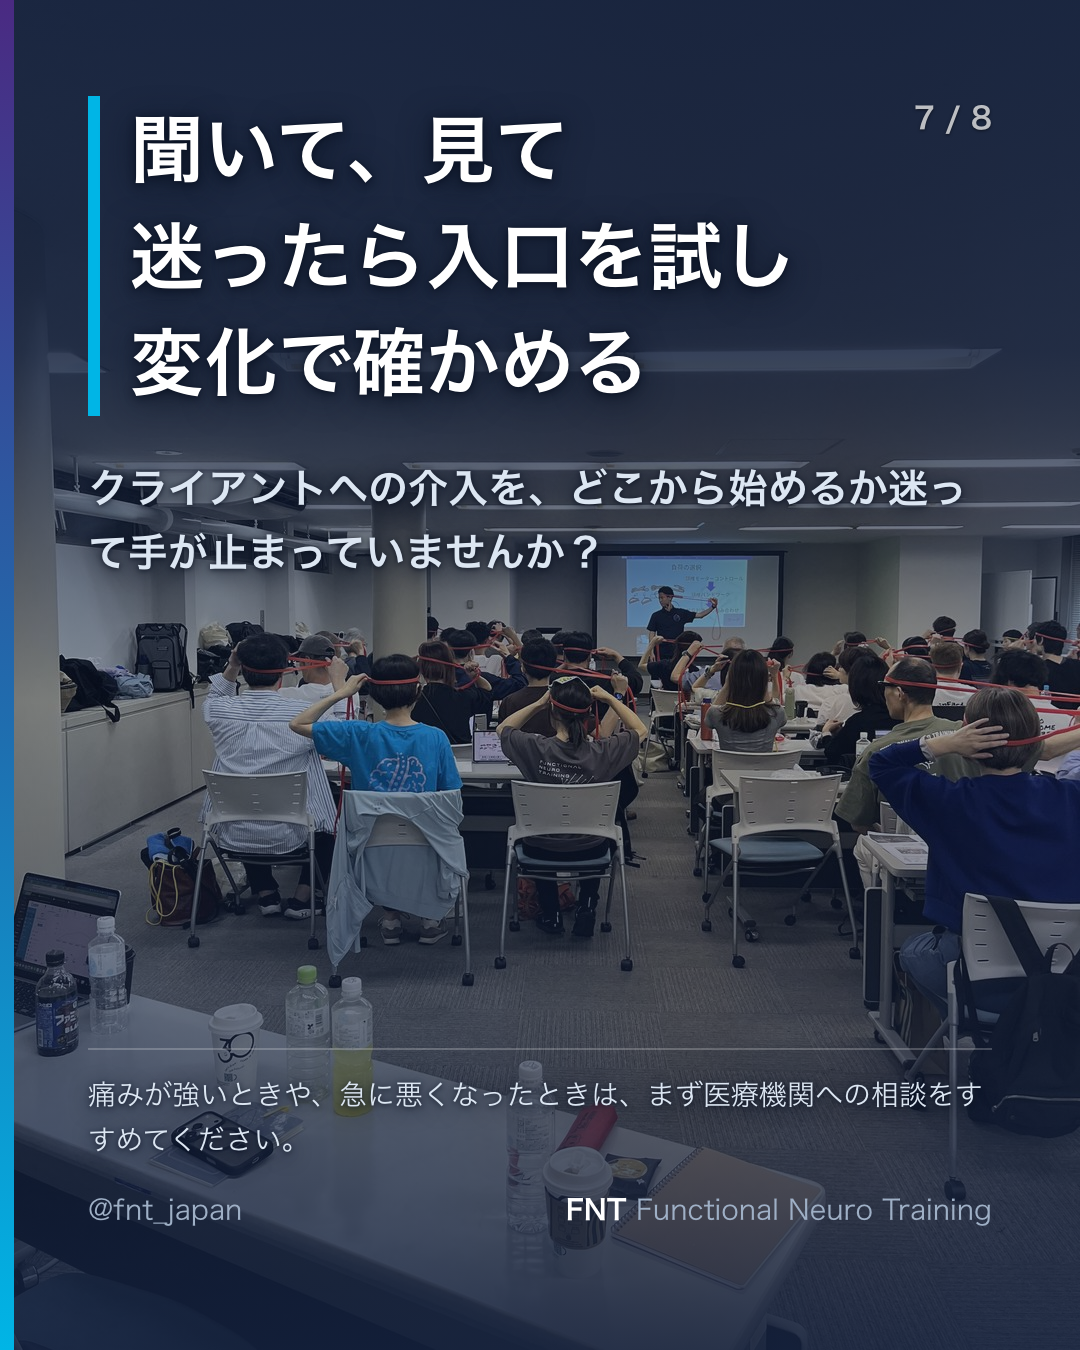 7 / 8
聞いて、見て
迷ったら入口を試し
変化で確かめる
クライアントへの介入を、どこから始めるか迷っ
て手が止まっていませんか？
FUNCTIONAL
NEURO
TRAINING
痛みが強いときや、急に悪くなったときは、まず医療機関への相談をす
すめてください。
@fnt_japan
FNT Functional Neuro Training